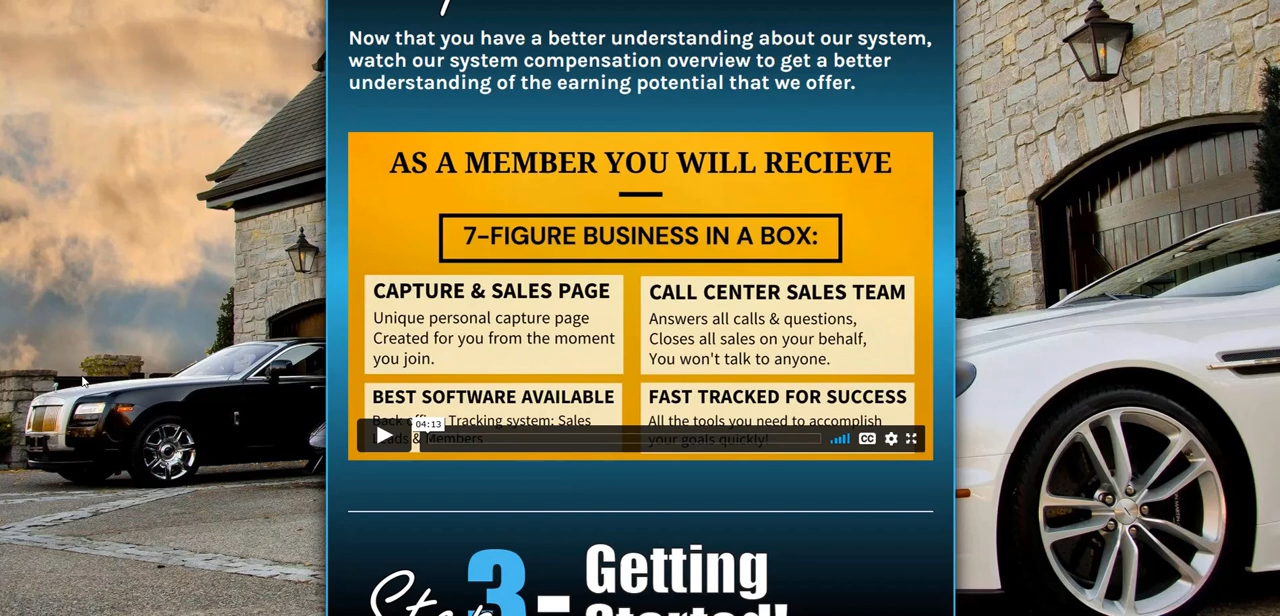 Now that you have a better understanding about our system,
watch our system compensation overview to get a better
understanding of the earning potential that we offer.
AS A MEMBER YOU WILL RECIEVE
7-FIGURE BUSINESS IN A BOX:
CAPTURE & SALES PAGE
Unique personal capture page
Created for you from the moment
you join.
CALL CENTER SALES TEAM
Answers all calls & questions,
Closes all sales on your behalf,
You won't talk to anyone.
BEST SOFTWARE AVAILABLE
Back Tracking system: Sales
& Members
FAST TRACKED FOR SUCCESS
All the tools you need to accomplish
your goals quickly!
04:13
CC
Step 3 - Getting
Started!